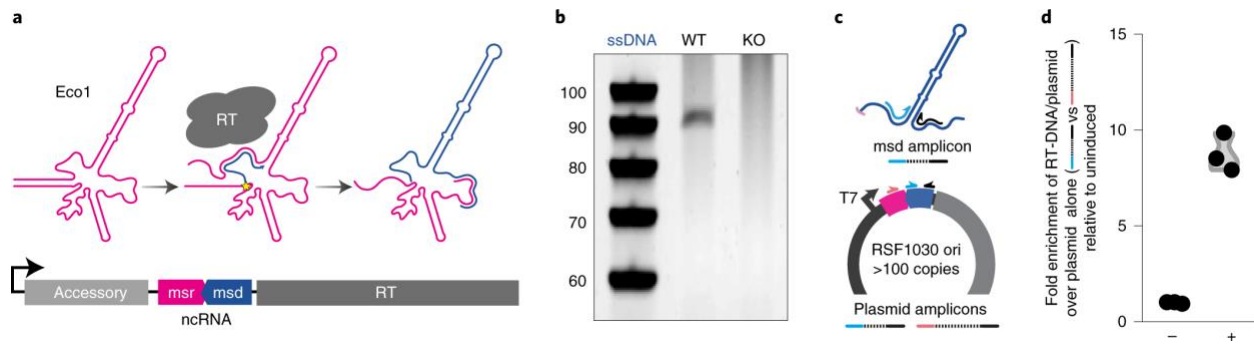 a
Eco1
RT
Accessory
msr
msd
RT
ncRNA
b
ssDNA WT KO
100
90
80
70
60
c
msd amplicon
T7
RSF1030 ori
>100 copies
Plasmid amplicons
d
Fold enrichment of RT-DNA/plasmid
over plasmid alone ( vs )
relative to uninduced
15
10
5
0
– +